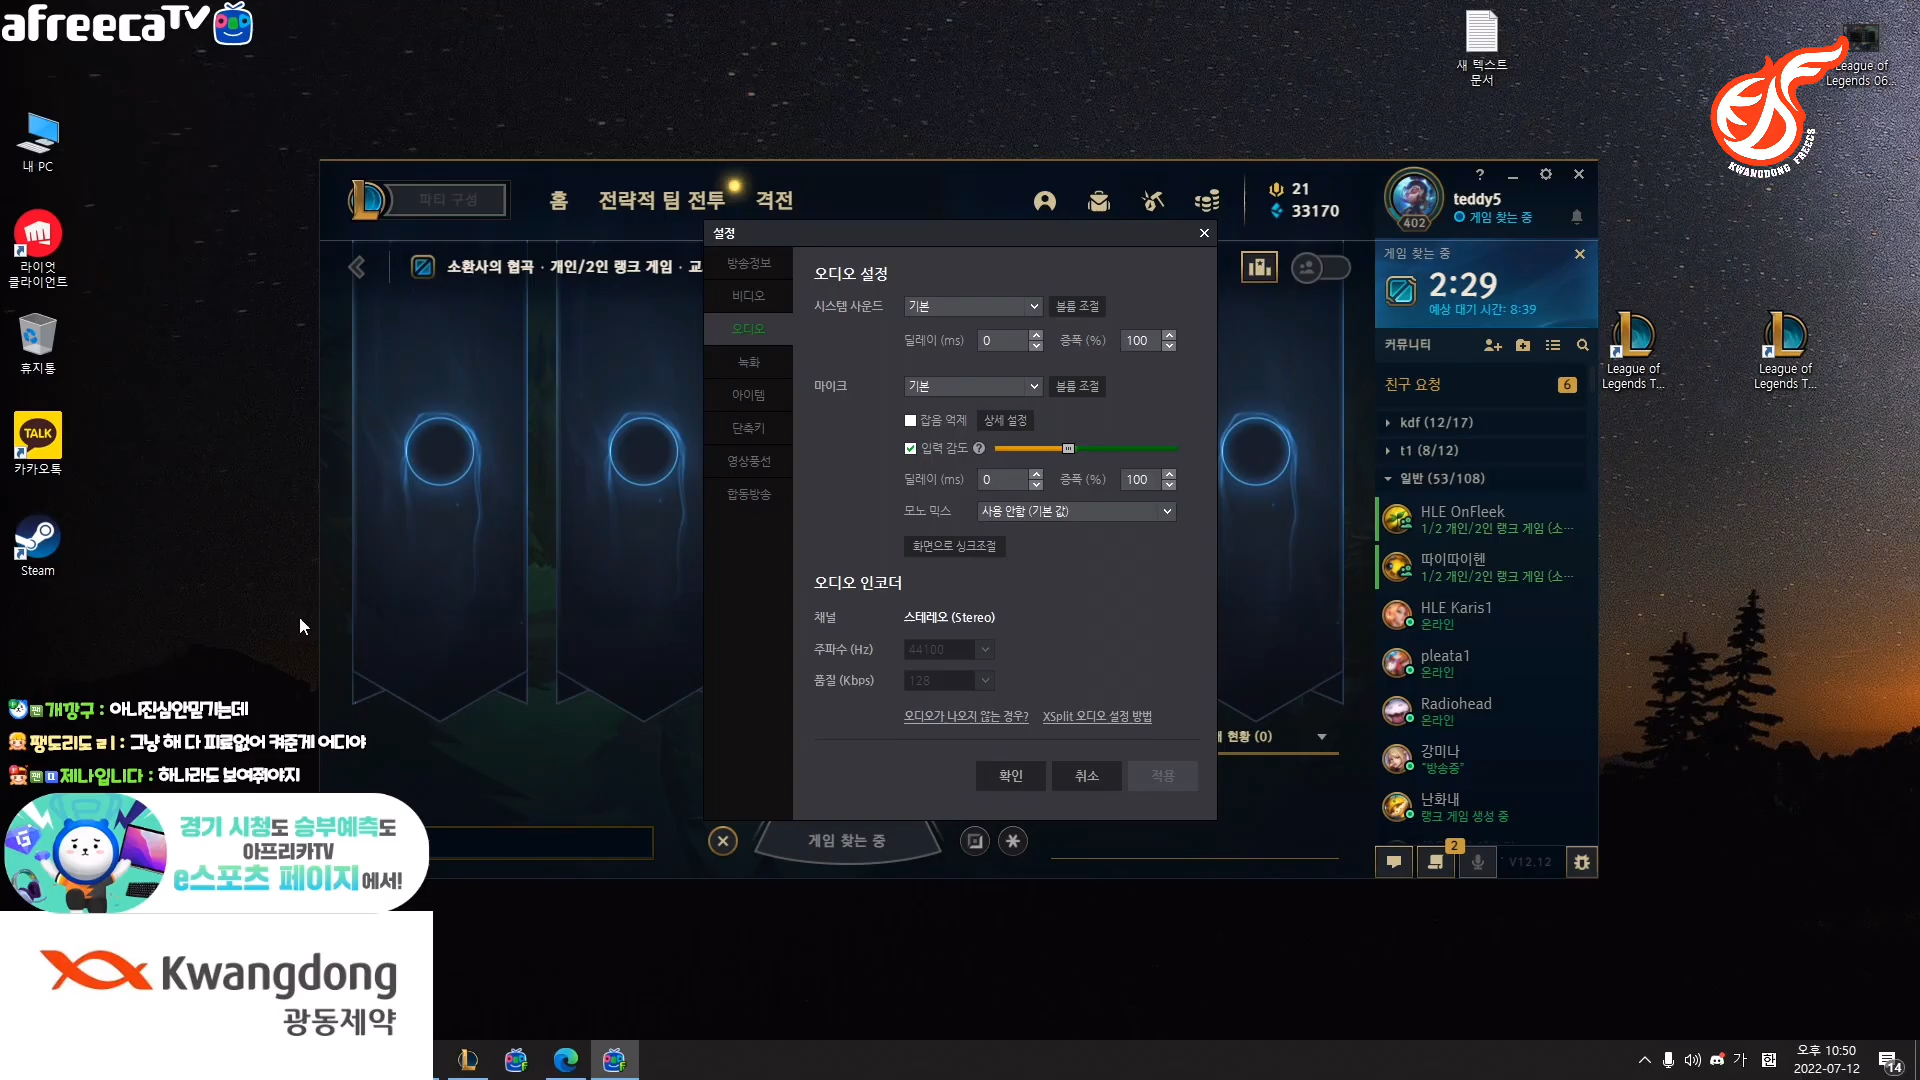 afreecaTV
새 텍스트
문서
League of
Legends 06...
KWANGDONG FREECS
내 PC
라이엇
클라이언트
휴지통
TALK
카카오톡
Steam
파티 구성
홈
전략적 팀 전투
격전
21
33170
402
teddy5
게임 찾는 중
소환사의 협곡 · 개인/2인 랭크 게임 · 교
게임 찾는 중
2:29
예상 대기 시간: 8:39
커뮤니티
친구 요청
6
kdf (12/17)
t1 (8/12)
일반 (53/108)
HLE OnFleek
1/2 개인/2인 랭크 게임 (소…
따이따이헨
1/2 개인/2인 랭크 게임 (소…
HLE Karis1
온라인
pleata1
온라인
Radiohead
온라인
강미나
"방송중"
난화내
랭크 게임 생성 중
2
V12.12
League of
Legends T...
League of
Legends T...
설정
방송정보
비디오
오디오
녹화
아이템
단축키
영상풍선
합동방송
오디오 설정
시스템 사운드
기본
볼륨 조절
딜레이 (ms)
0
증폭 (%)
100
마이크
기본
볼륨 조절
잡음 억제
상세 설정
입력 감도
딜레이 (ms)
0
증폭 (%)
100
모노 믹스
사용 안함 (기본 값)
화면으로 싱크조절
오디오 인코더
채널
스테레오 (Stereo)
주파수 (Hz)
44100
품질 (Kbps)
128
오디오가 나오지 않는 경우?
XSplit 오디오 설정 방법
확인
취소
적용
현황 (0)
게임 찾는 중
팬 개깡구 : 아니진심안믿기는데
팽도리도ㄹㅣ : 그냥 해 다 피료없어 켜준게 어디야
팬 제나입니다 : 하나라도 보여줘야지
경기 시청도 승부예측도
아프리카TV
e스포츠 페이지에서!
Kwangdong
광동제약
가
한
오후 10:50
2022-07-12
14